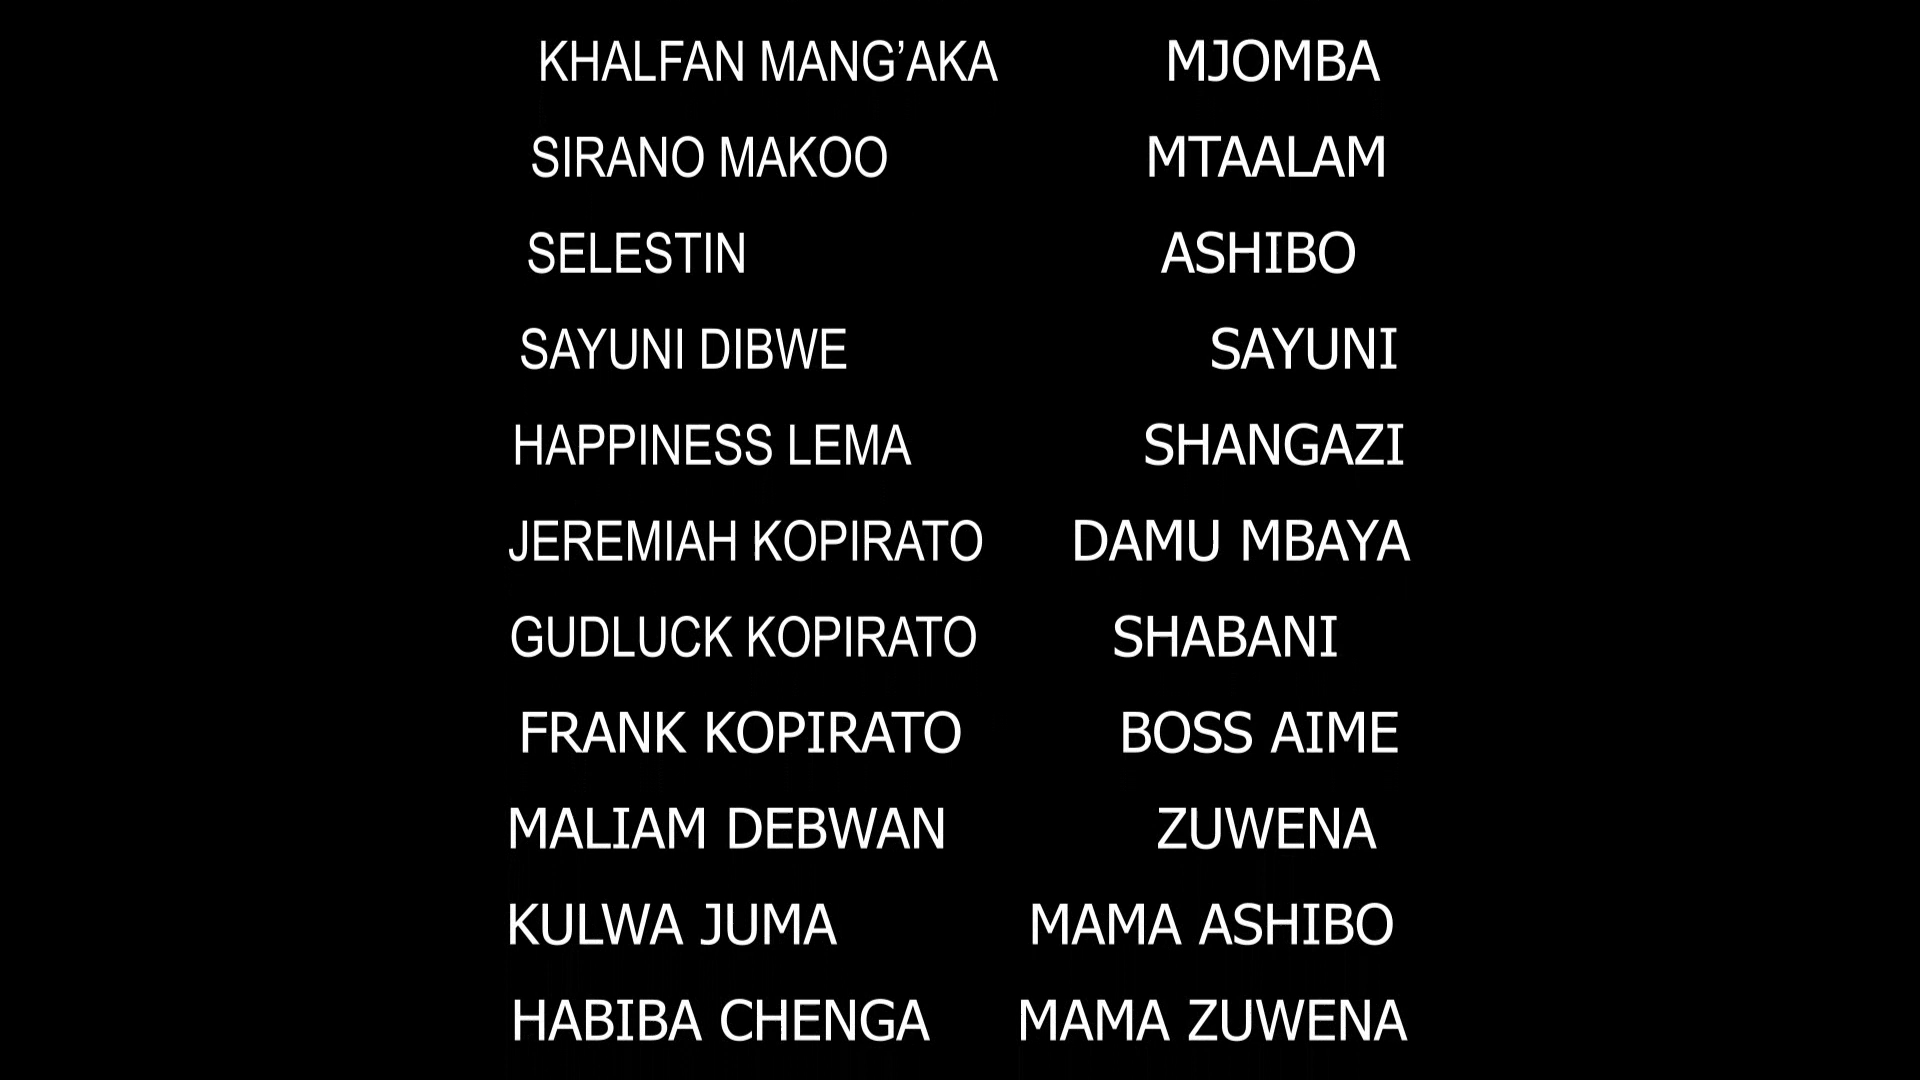 KHALFAN MANG’AKA MJOMBA
SIRANO MAKOO MTAALAM
SELESTIN ASHIBO
SAYUNI DIBWE SAYUNI
HAPPINESS LEMA SHANGAZI
JEREMIAH KOPIRATO DAMU MBAYA
GUDLUCK KOPIRATO SHABANI
FRANK KOPIRATO BOSS AIME
MALIAM DEBWAN ZUWENA
KULWA JUMA MAMA ASHIBO
HABIBA CHENGA MAMA ZUWENA